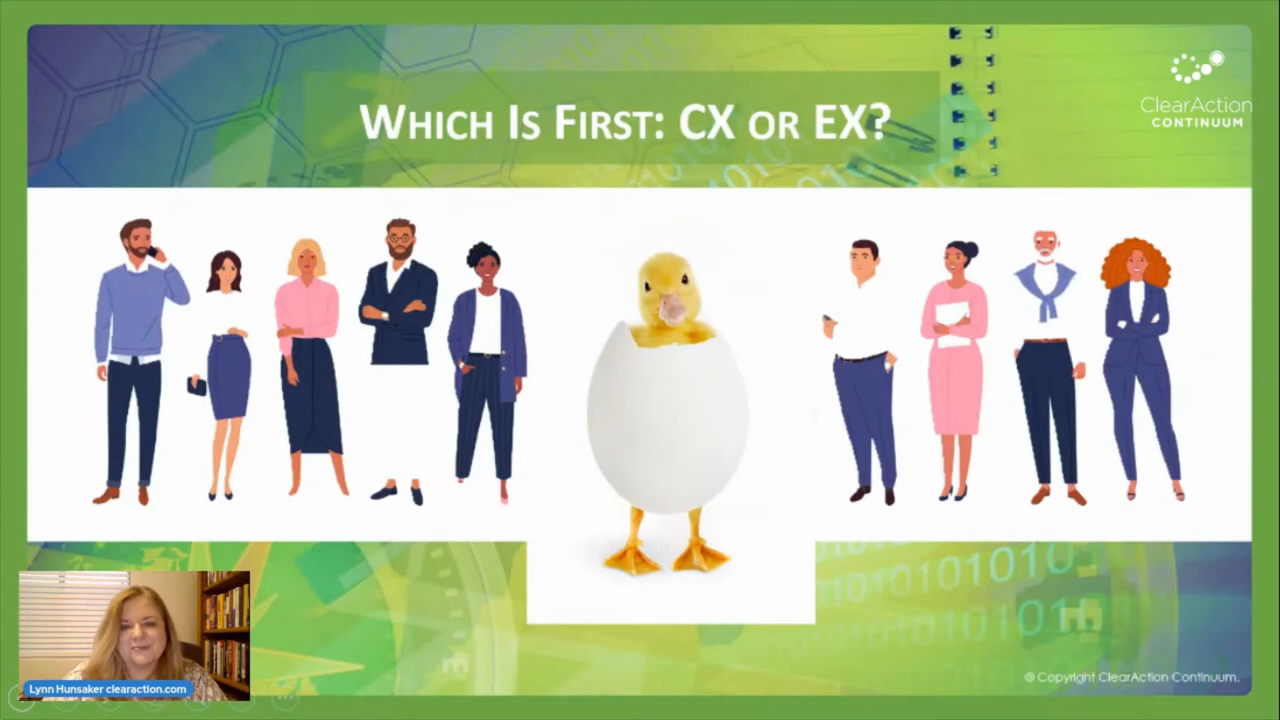 WHICH IS FIRST: CX OR EX?
ClearAction
CONTINUUM
Lynn Hunsaker clearaction.com
© Copyright ClearAction Continuum.